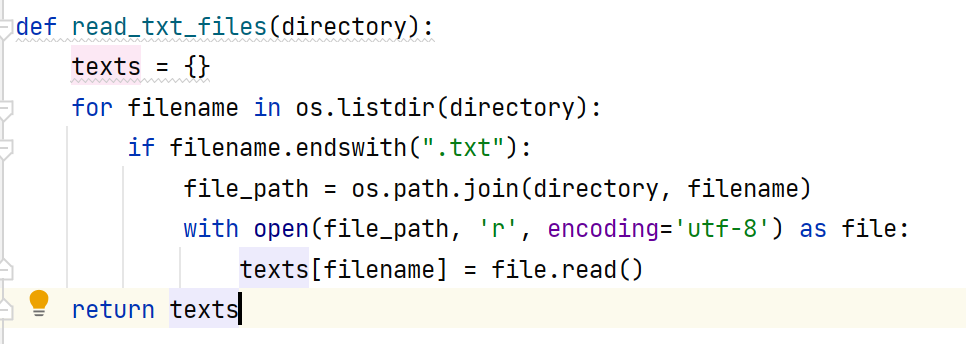 def read_txt_files(directory):
    texts = {}
    for filename in os.listdir(directory):
        if filename.endswith(".txt"):
            file_path = os.path.join(directory, filename)
            with open(file_path, 'r', encoding='utf-8') as file:
                texts[filename] = file.read()
    return texts